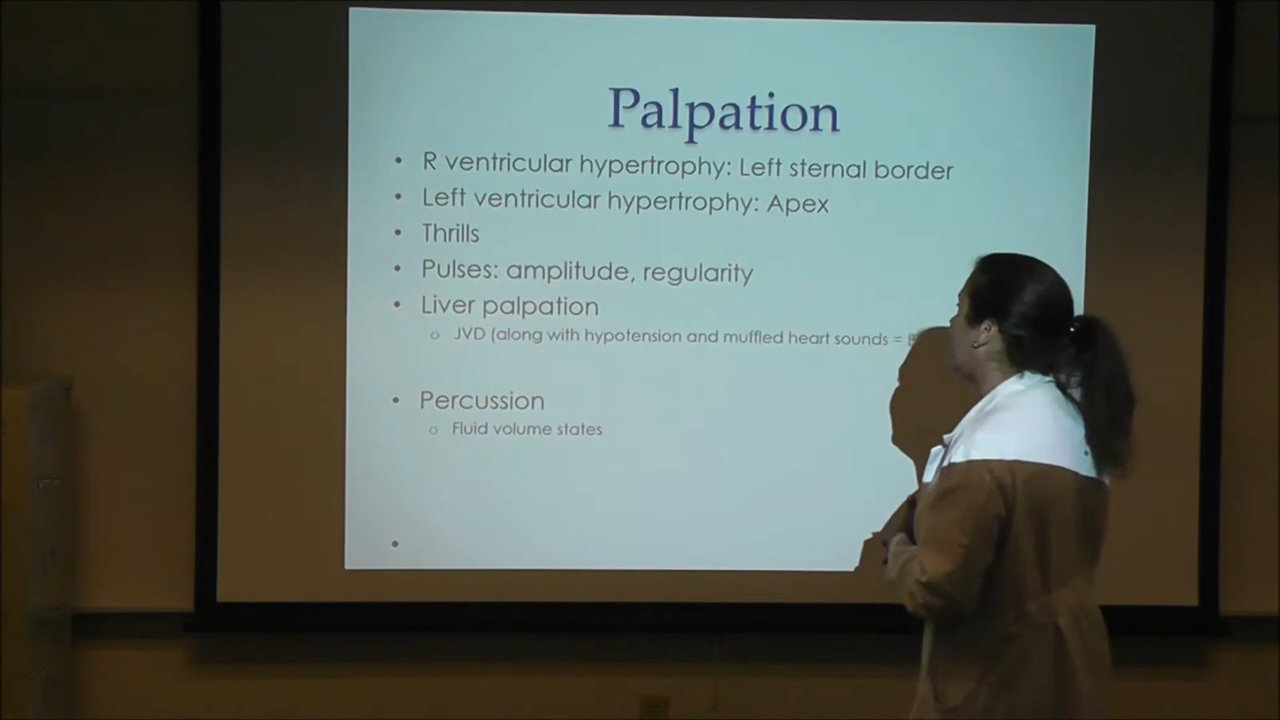 Palpation
• R ventricular hypertrophy: Left sternal border
• Left ventricular hypertrophy: Apex
• Thrills
• Pulses: amplitude, regularity
• Liver palpation
o JVD (along with hypotension and muffled heart sounds =
• Percussion
o Fluid volume states
•